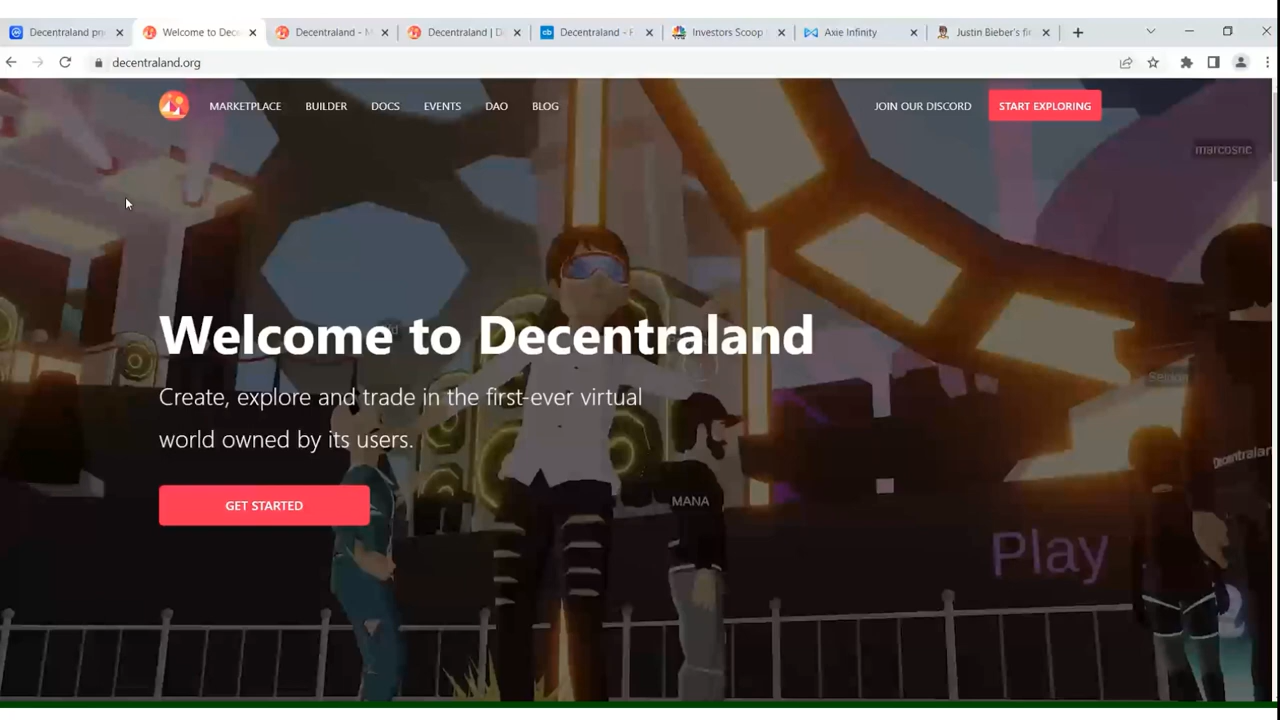 Decentraland pri
Welcome to Dece
Decentraland - M
Decentraland | D
Decentraland - F
Investors Scoop
Axie Infinity
Justin Bieber's fi
decentraland.org
MARKETPLACE
BUILDER
DOCS
EVENTS
DAO
BLOG
JOIN OUR DISCORD
START EXPLORING
marcosnc
Welcome to Decentraland
Create, explore and trade in the first-ever virtual
world owned by its users.
Decentraland
MANA
GET STARTED
Play